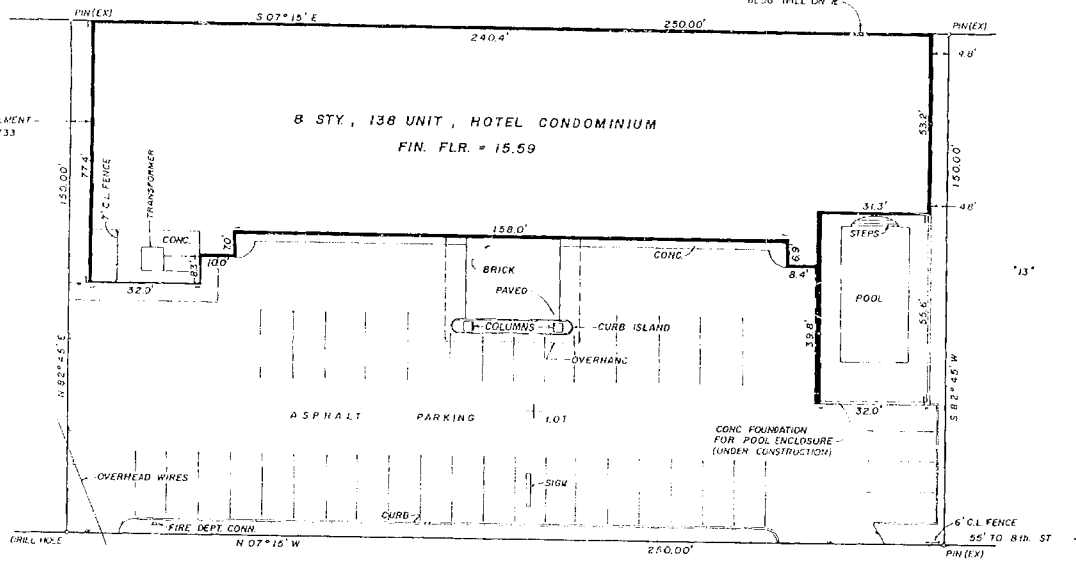 PIN(EX)
S 07° 15' E
250.00'
PIN(EX)
240.4'
4.8'
8 STY., 138 UNIT, HOTEL CONDOMINIUM
FIN. FLR. = 15.59
53.2'
150.00'
77.4'
150.00'
7' C.L. FENCE
TRANSFORMER
CONC.
8.3'
32.0'
10.0'
7.0'
158.0'
CONC.
6.9'
8.4'
31.3'
48'
STEPS
POOL
55.6'
39.8'
32.0'
"13"
BRICK
PAVED
COLUMNS
CURB ISLAND
OVERHANG
N 82° 45' E
S 82° 45' W
ASPHALT PARKING LOT
CONC FOUNDATION
FOR POOL ENCLOSURE
(UNDER CONSTRUCTION)
OVERHEAD WIRES
SIGN
CURB
FIRE DEPT. CONN.
6' C.L. FENCE
55' TO 8th. ST
DRILL HOLE
N 07° 15' W
250.00'
PIN(EX)